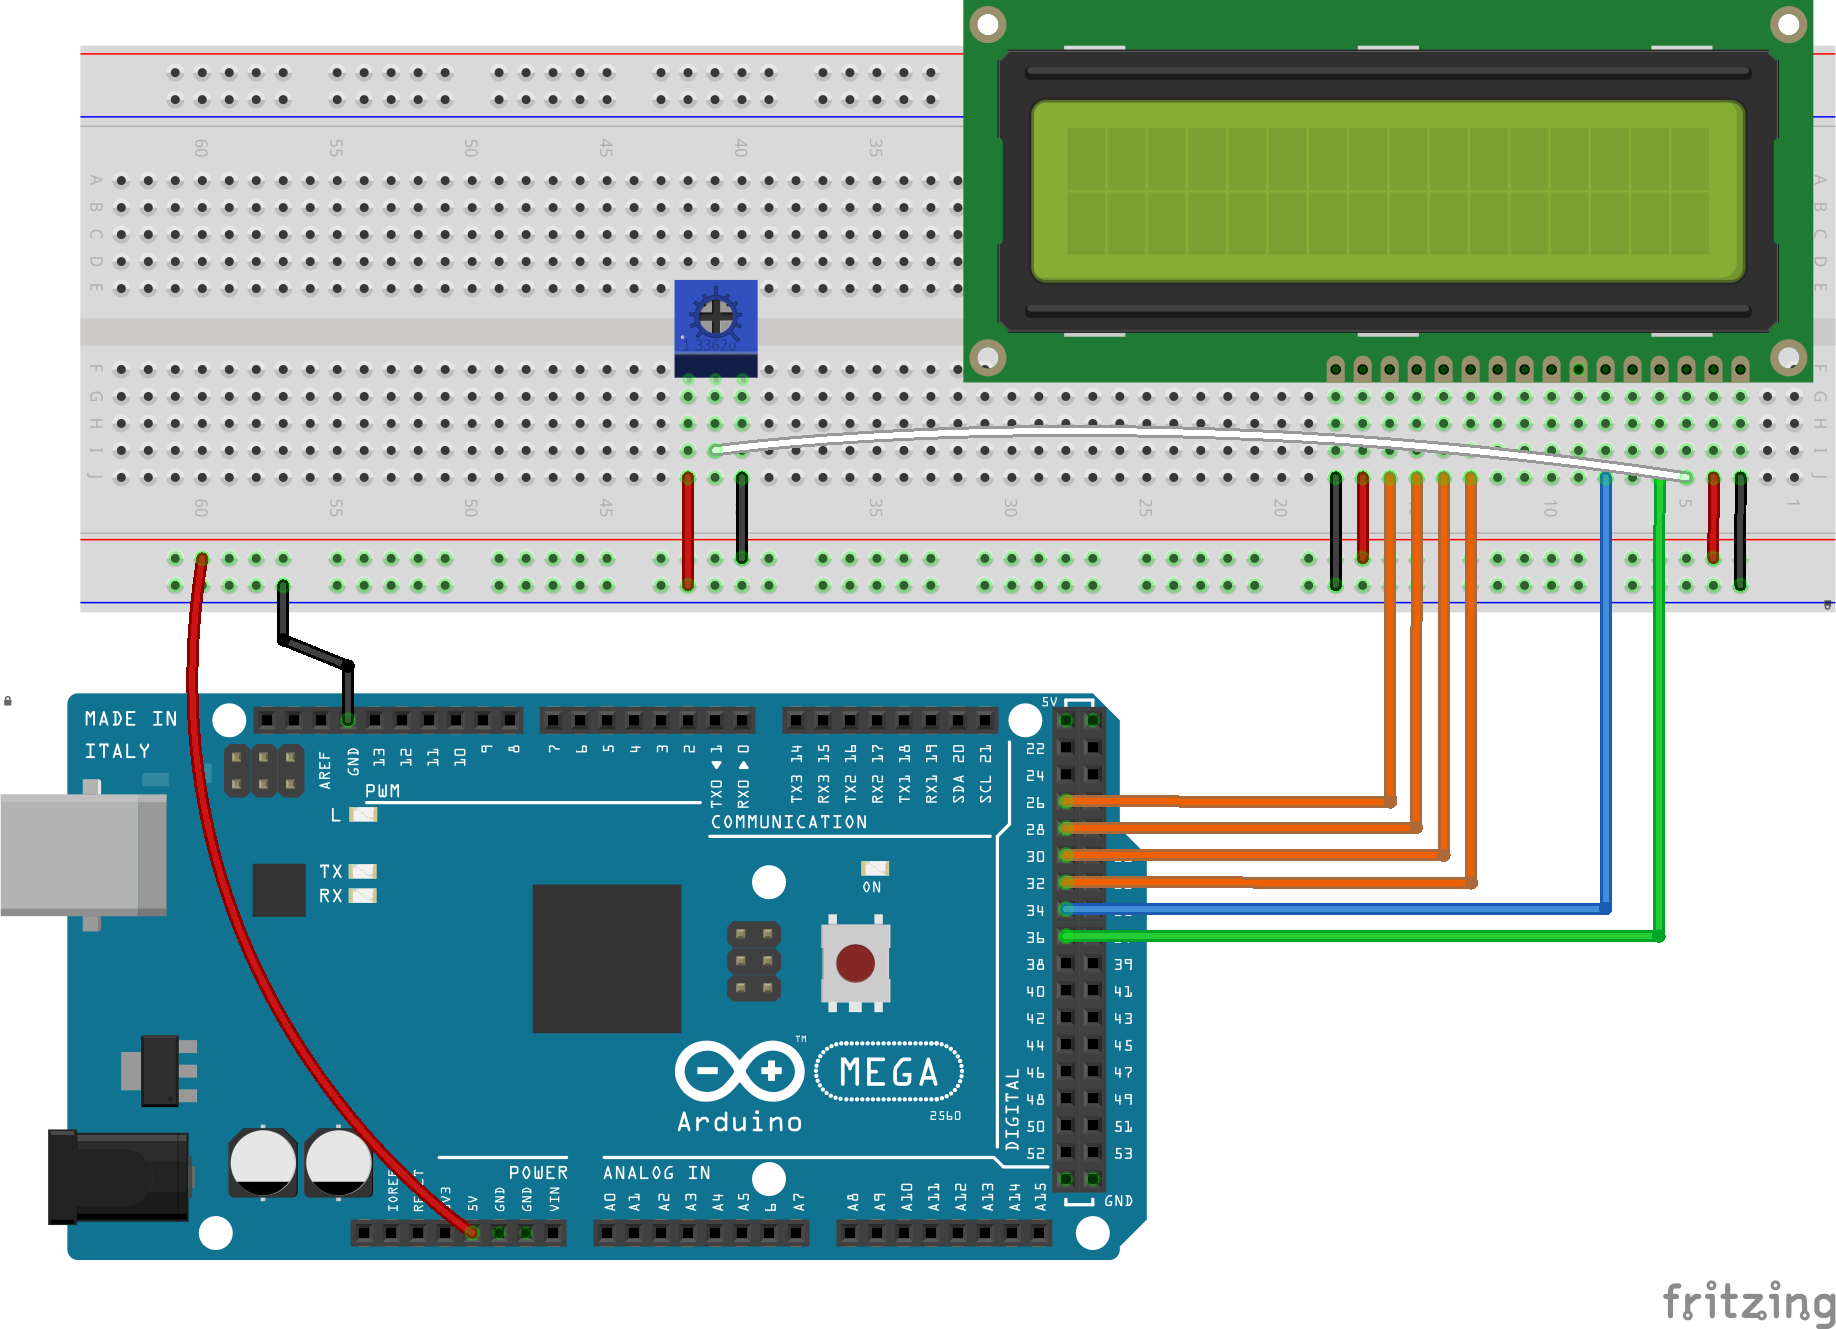 60 55 50 45 40 35
A A
B B
C C
D D
E E
1 3362u
F F
G G
H H
I I
J J
60 55 50 45 35 30 25 20 10 5 1
MADE IN
ITALY
5V
AREF GND 13 12 11 10 9 8
7 6 5 4 3 2 TX0 1 RX0 0
TX3 14 RX3 15 TX2 16 RX2 17 TX1 18 RX1 19 SDA 20 SCL 21
PWM
L
COMMUNICATION
TX
RX
ON
22
24
26
28
30
32
34
36
38 39
40 41
42 43
44 45
46 47
48 49
50 51
52 53
DIGITAL
GND
TM
MEGA
Arduino
2560
POWER
ANALOG IN
IOREF 5V GND GND VIN
A0 A1 A2 A3 A4 A5 6 A7
A8 A9 A10 A11 A12 A13 A14 A15
fritzing